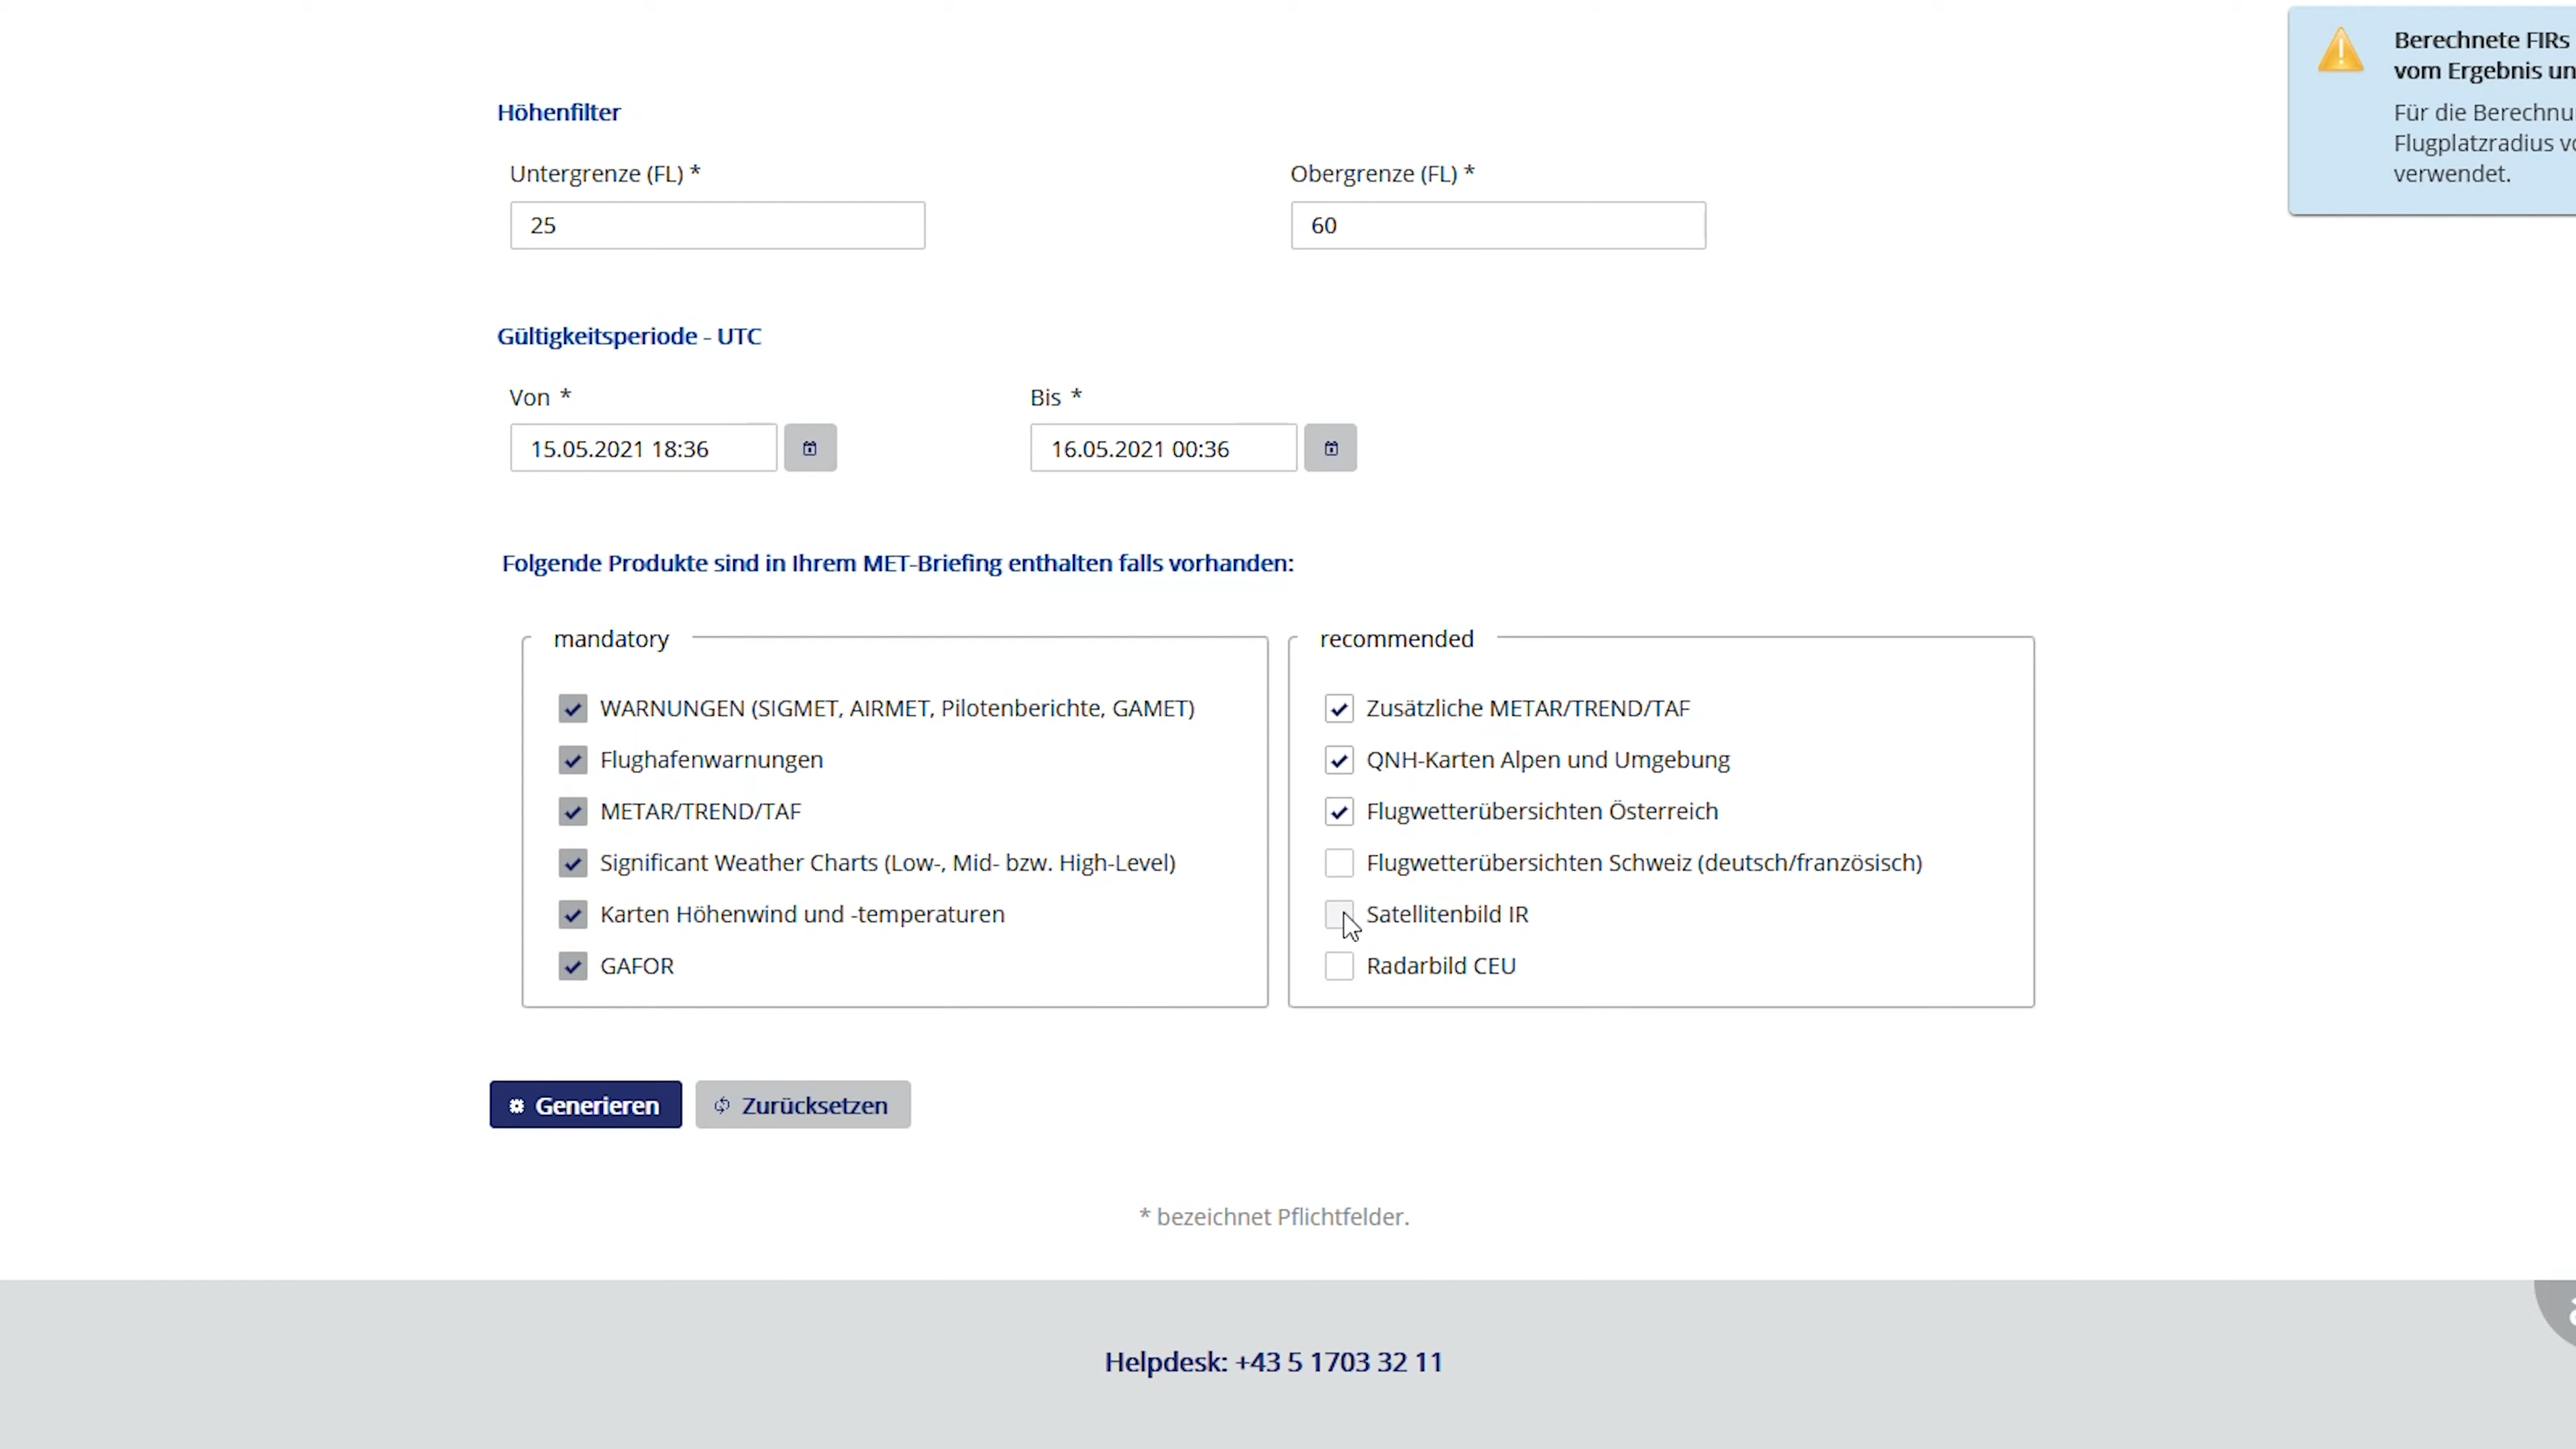 Berechnete FIRs
vom Ergebnis
Für die
Flugplatzradius
verwendet.
Höhenfilter
Untergrenze (FL) *
Obergrenze (FL) *
25
60
Gültigkeitsperiode - UTC
Von *
Bis *
15.05.2021 18:36
16.05.2021 00:36
Folgende Produkte sind in Ihrem MET-Briefing enthalten falls vorhanden:
mandatory
WARNUNGEN (SIGMET, AIRMET, Pilotenberichte, GAMET)
Flughafenwarnungen
METAR/TREND/TAF
Significant Weather Charts (Low-, Mid- bzw. High-Level)
Karten Höhenwind und -temperaturen
GAFOR
recommended
Zusätzliche METAR/TREND/TAF
QNH-Karten Alpen und Umgebung
Flugwetterübersichten Österreich
Flugwetterübersichten Schweiz (deutsch/französisch)
Satellitenbild IR
Radarbild CEU
Generieren
Zurücksetzen
* bezeichnet Pflichtfelder.
Helpdesk: +43 5 1703 32 11